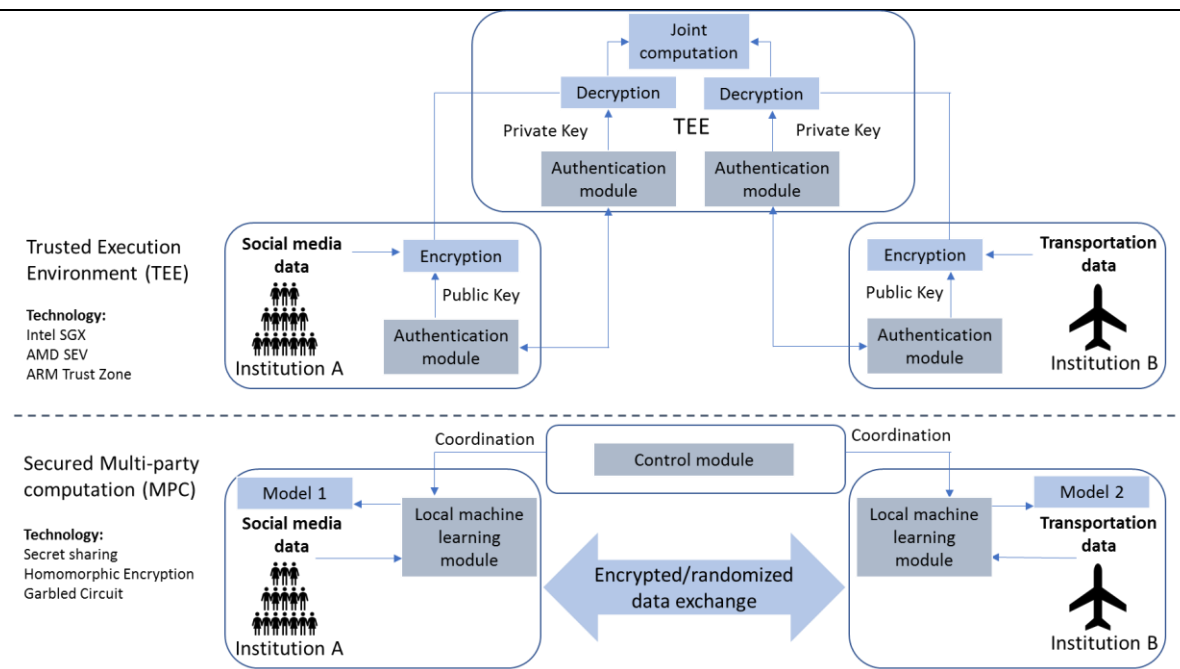 Joint
computation
Decryption
Decryption
Private Key
TEE
Private Key
Authentication
module
Authentication
module
Trusted Execution
Environment (TEE)
Technology:
Intel SGX
AMD SEV
ARM Trust Zone
Social media
data
Encryption
Public Key
Authentication
module
Institution A
Encryption
Transportation
data
Public Key
Authentication
module
Institution B
Secured Multi-party
computation (MPC)
Technology:
Secret sharing
Homomorphic Encryption
Garbled Circuit
Coordination
Control module
Coordination
Model 1
Social media
data
Local machine
learning
module
Institution A
Encrypted/randomized
data exchange
Local machine
learning
module
Model 2
Transportation
data
Institution B